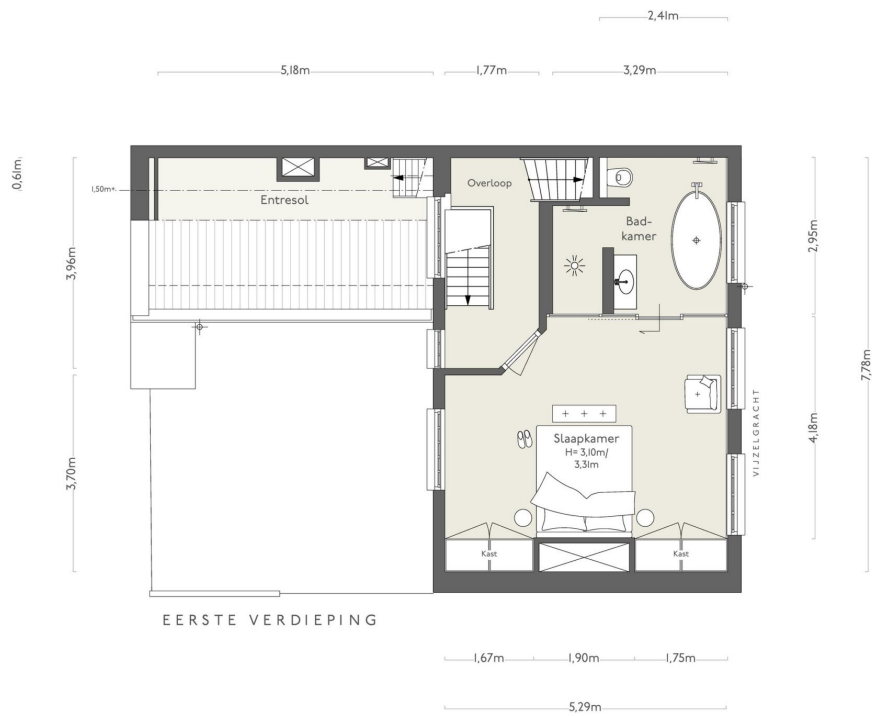 2,41m
5,18m
1,77m
3,29m
0,61m
1,50m+
Entresol
Overloop
Bad-
kamer
3,96m
2,95m
7,78m
4,18m
3,70m
VIJZELGRACHT
Slaapkamer
H= 3,10m/
3,31m
Kast
Kast
EERSTE VERDIEPING
1,67m
1,90m
1,75m
5,29m